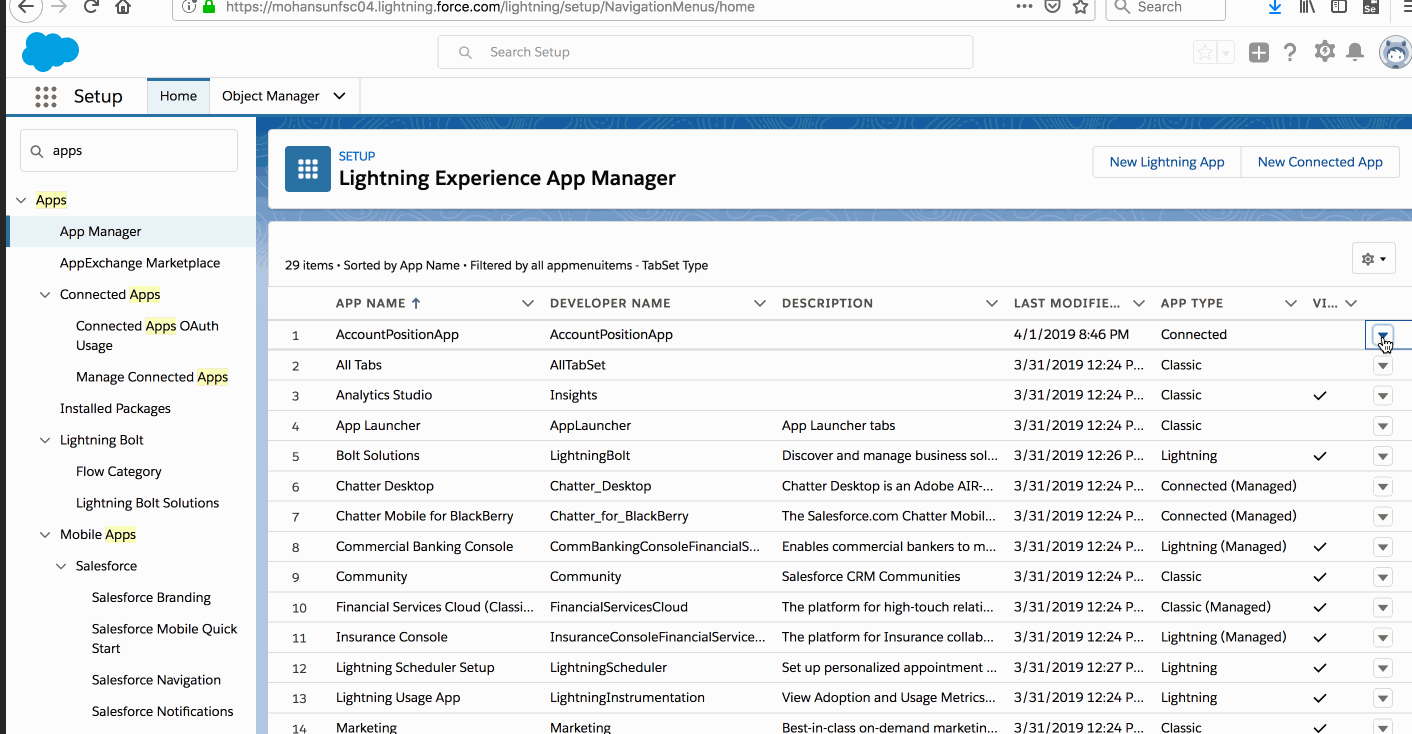 https://mohansunfsc04.lightning.force.com/lightning/setup/NavigationMenus/home
Search
Se
Search Setup
Setup
Home
Object Manager
apps
Apps
App Manager
AppExchange Marketplace
Connected Apps
Connected Apps OAuth
Usage
Manage Connected Apps
Installed Packages
Lightning Bolt
Flow Category
Lightning Bolt Solutions
Mobile Apps
Salesforce
Salesforce Branding
Salesforce Mobile Quick
Start
Salesforce Navigation
Salesforce Notifications
SETUP
Lightning Experience App Manager
New Lightning App
New Connected App
29 items • Sorted by App Name • Filtered by all appmenuitems - TabSet Type
APP NAME ↑ DEVELOPER NAME DESCRIPTION LAST MODIFIE... APP TYPE VI...
1 AccountPositionApp AccountPositionApp 4/1/2019 8:46 PM Connected
2 All Tabs AllTabSet 3/31/2019 12:24 P... Classic
3 Analytics Studio Insights 3/31/2019 12:24 P... Classic
4 App Launcher AppLauncher App Launcher tabs 3/31/2019 12:24 P... Classic
5 Bolt Solutions LightningBolt Discover and manage business sol... 3/31/2019 12:26 P... Lightning
6 Chatter Desktop Chatter_Desktop Chatter Desktop is an Adobe AIR-... 3/31/2019 12:24 P... Connected (Managed)
7 Chatter Mobile for BlackBerry Chatter_for_BlackBerry The Salesforce.com Chatter Mobil... 3/31/2019 12:24 P... Connected (Managed)
8 Commercial Banking Console CommBankingConsoleFinancialS... Enables commercial bankers to m... 3/31/2019 12:24 P... Lightning (Managed)
9 Community Community Salesforce CRM Communities 3/31/2019 12:24 P... Classic
10 Financial Services Cloud (Classi... FinancialServicesCloud The platform for high-touch relati... 3/31/2019 12:24 P... Classic (Managed)
11 Insurance Console InsuranceConsoleFinancialService... The platform for Insurance collab... 3/31/2019 12:24 P... Lightning (Managed)
12 Lightning Scheduler Setup LightningScheduler Set up personalized appointment ... 3/31/2019 12:27 P... Lightning
13 Lightning Usage App LightningInstrumentation View Adoption and Usage Metrics... 3/31/2019 12:24 P... Lightning
14 Marketing Marketing Best-in-class on-demand marketin... 3/31/2019 12:24 P... Classic